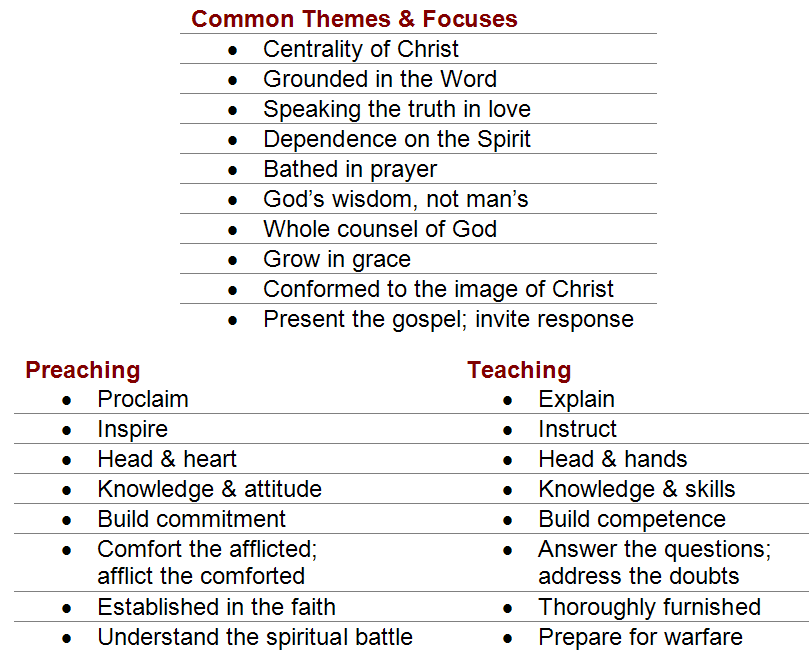 Common Themes & Focuses
• Centrality of Christ
• Grounded in the Word
• Speaking the truth in love
• Dependence on the Spirit
• Bathed in prayer
• God’s wisdom, not man’s
• Whole counsel of God
• Grow in grace
• Conformed to the image of Christ
• Present the gospel; invite response
Preaching
• Proclaim
• Inspire
• Head & heart
• Knowledge & attitude
• Build commitment
• Comfort the afflicted;
afflict the comforted
• Established in the faith
• Understand the spiritual battle
Teaching
• Explain
• Instruct
• Head & hands
• Knowledge & skills
• Build competence
• Answer the questions;
address the doubts
• Thoroughly furnished
• Prepare for warfare